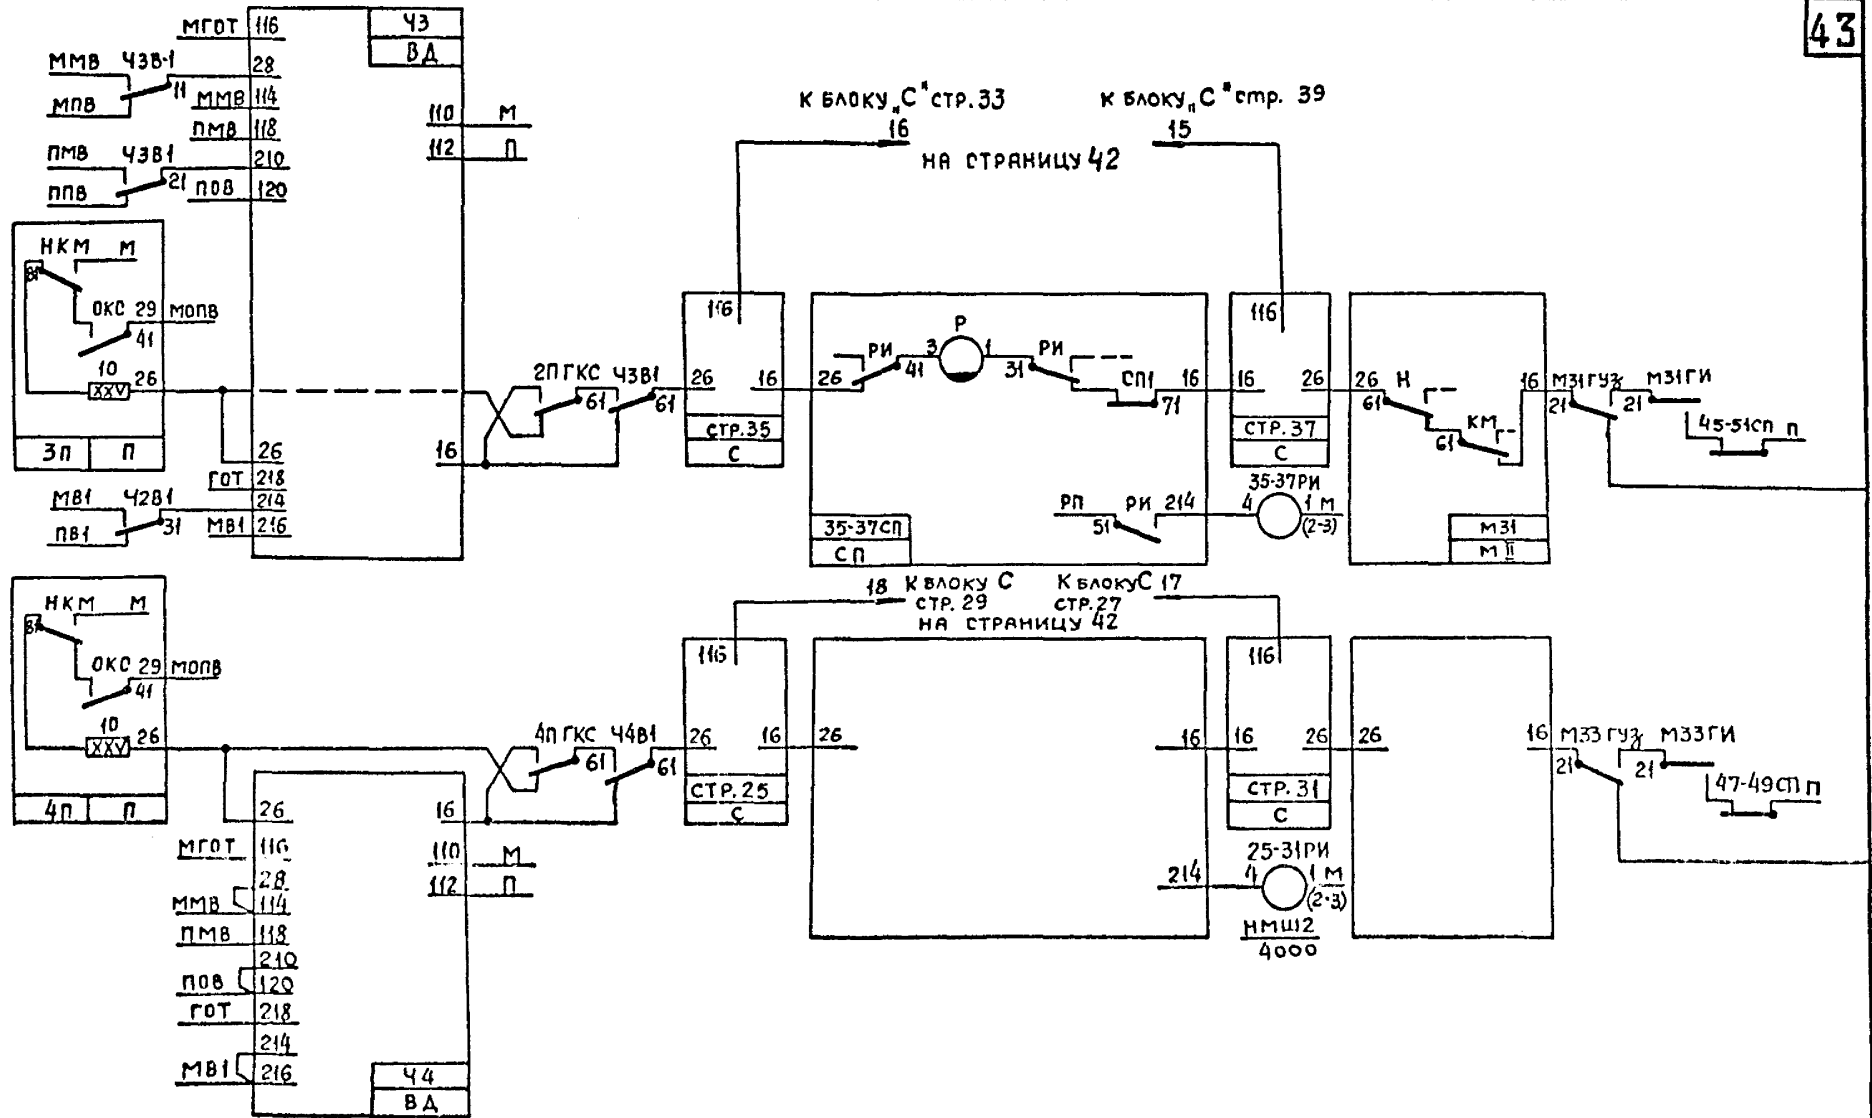 43
МГОТ 116
Ч3
ВД
ММВ Ч3В-1 28
11
МПВ
ММВ 114
ПМВ 118
110 М
112 П
ПМВ Ч3В1 210
21
ППВ ПОВ 120
К БЛОКУ „С" СТР. 33
16
К БЛОКУ „С" стр. 39
15
НА СТРАНИЦУ 42
НКМ М
81
ОКС 29 МОПВ
41
10
XXV 26
3П П
26
ГОТ 218
МВ1 Ч2В1 214
31
ПВ1 МВ1 216
16
2П ГКС Ч3В1
61 61
116
26 16
СТР. 35
С
26 РИ 41 3 Р 1 РИ 31 СП1 71 16
РП РИ 214
51
35-37СП
СП
116
16 26
СТР. 37
С
35-37РИ
4 1 М
(2-3)
26 Н 16
61
КМ
61
М31
М II
М31ГУЗ М31ГИ
21 21
45-51СП П
18 К БЛОКУ С К БЛОКУ С 17
СТР. 29 СТР. 27
НА СТРАНИЦУ 42
НКМ М
81
ОКС 29 МОПВ
41
10
XXV 26
4П П
4П ГКС Ч4В1
61 61
116
26 16
СТР. 25
С
26 16
214
116
16 26
СТР. 31
С
25-31РИ
4 1 М
(2-3)
НМШ2
4000
26 16
М33ГУЗ М33ГИ
21 21
47-49СП П
26 16
МГОТ 116
110 М
112 П
28
ММВ 114
ПМВ 118
210
ПОВ 120
ГОТ 218
214
МВ1 216
Ч4
ВД